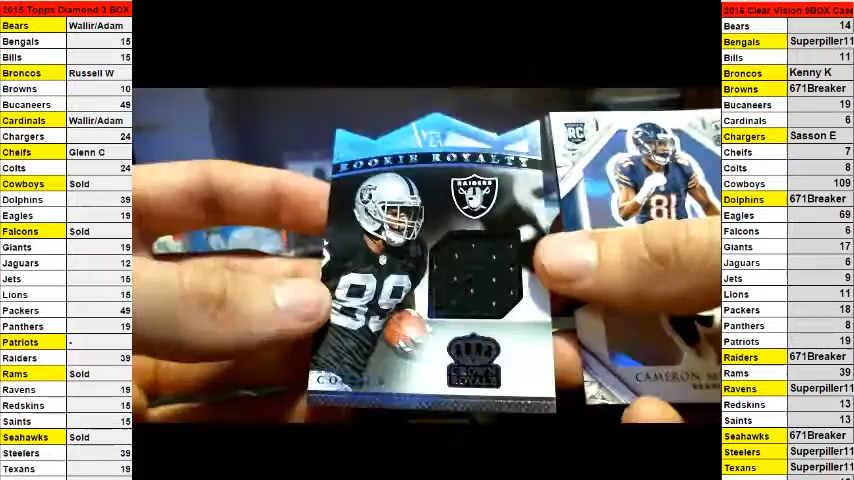 2015 Topps Diamond 3 BOX
Bears Wallir/Adam
Bengals 15
Bills 15
Broncos Russell W
Browns 10
Bucaneers 49
Cardinals Wallir/Adam
Chargers 24
Cheifs Glenn C
Colts 24
Cowboys Sold
Dolphins 39
Eagles 19
Falcons Sold
Giants 19
Jaguars 12
Jets 15
Lions 15
Packers 49
Panthers 19
Patriots -
Raiders 39
Rams Sold
Ravens 19
Redskins 15
Saints 15
Seahawks Sold
Steelers 39
Texans 19
ROOKIE ROYALTY
RAIDERS
89
CROWN
ROYALE
RC
81
CAMERON
2016 Clear Vision 9BOX Case
Bears 14
Bengals Superpiller11
Bills 11
Broncos Kenny K
Browns 671Breaker
Bucaneers 19
Cardinals 6
Chargers Sasson E
Cheifs 7
Colts 8
Cowboys 109
Dolphins 671Breaker
Eagles 69
Falcons 6
Giants 17
Jaguars 6
Jets 9
Lions 11
Packers 18
Panthers 8
Patriots 19
Raiders 671Breaker
Rams 39
Ravens Superpiller11
Redskins 13
Saints 13
Seahawks 671Breaker
Steelers Superpiller11
Texans Superpiller11